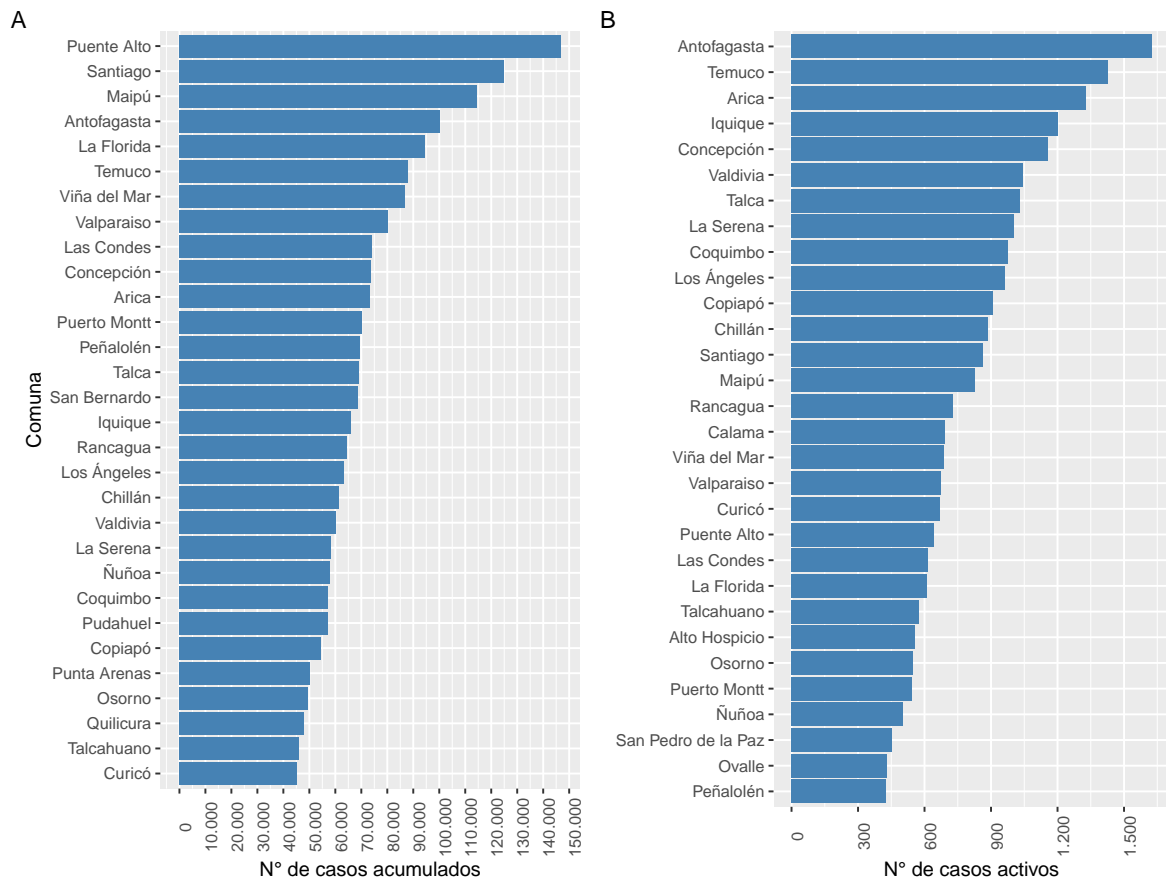 A
Puente Alto
Santiago
Maipú
Antofagasta
La Florida
Temuco
Viña del Mar
Valparaiso
Las Condes
Concepción
Arica
Puerto Montt
Peñalolén
Talca
San Bernardo
Iquique
Rancagua
Los Ángeles
Chillán
Valdivia
La Serena
Ñuñoa
Coquimbo
Pudahuel
Copiapó
Punta Arenas
Osorno
Quilicura
Talcahuano
Curicó
Comuna
0
10.000
20.000
30.000
40.000
50.000
60.000
70.000
80.000
90.000
100.000
110.000
120.000
130.000
140.000
150.000
N° de casos acumulados
B
Antofagasta
Temuco
Arica
Iquique
Concepción
Valdivia
Talca
La Serena
Coquimbo
Los Ángeles
Copiapó
Chillán
Santiago
Maipú
Rancagua
Calama
Viña del Mar
Valparaiso
Curicó
Puente Alto
Las Condes
La Florida
Talcahuano
Alto Hospicio
Osorno
Puerto Montt
Ñuñoa
San Pedro de la Paz
Ovalle
Peñalolén
0
300
600
900
1.200
1.500
N° de casos activos